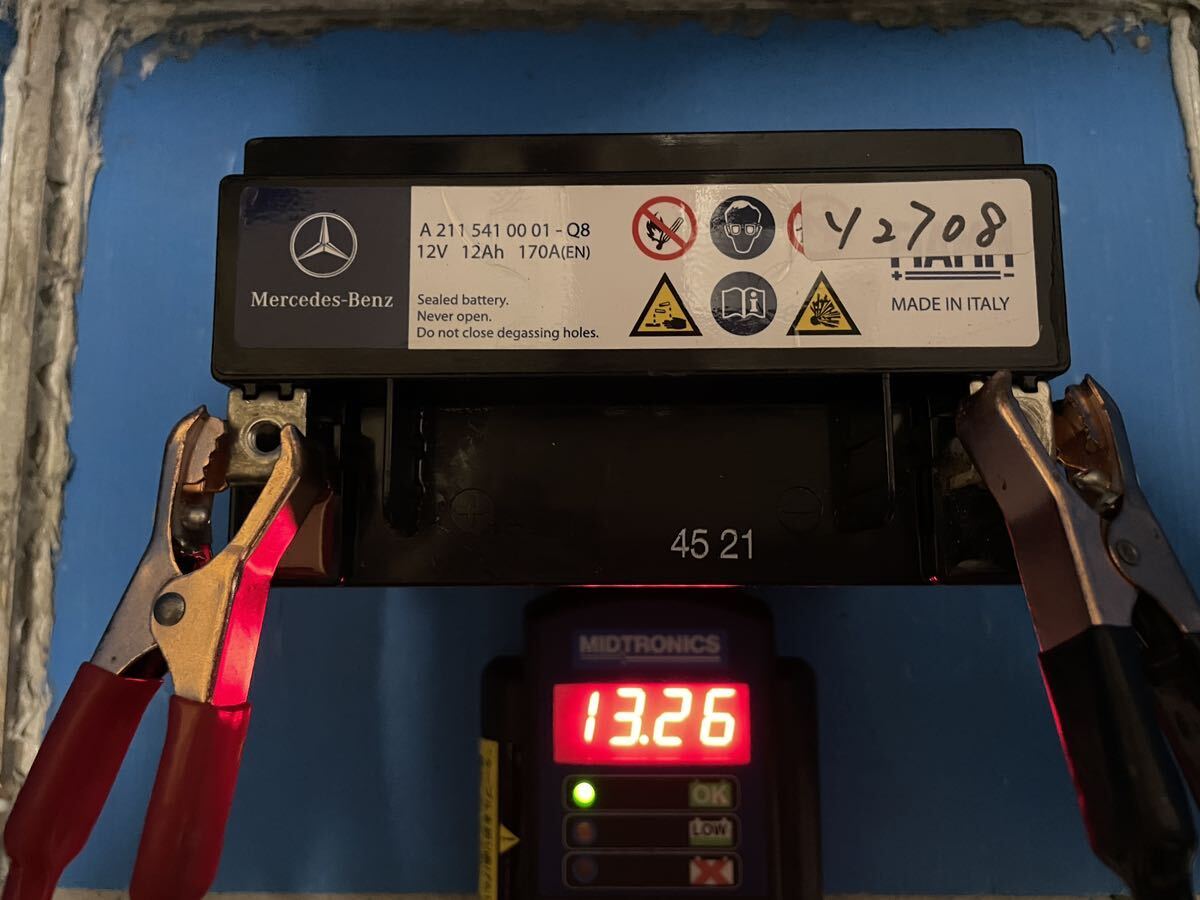 A 211 541 00 01 - Q8
12V 12Ah 170A(EN)
Mercedes-Benz
Sealed battery.
Never open.
Do not close degassing holes.
Y2708
MADE IN ITALY
45 21
MIDTRONICS
13.26
OK
LOW